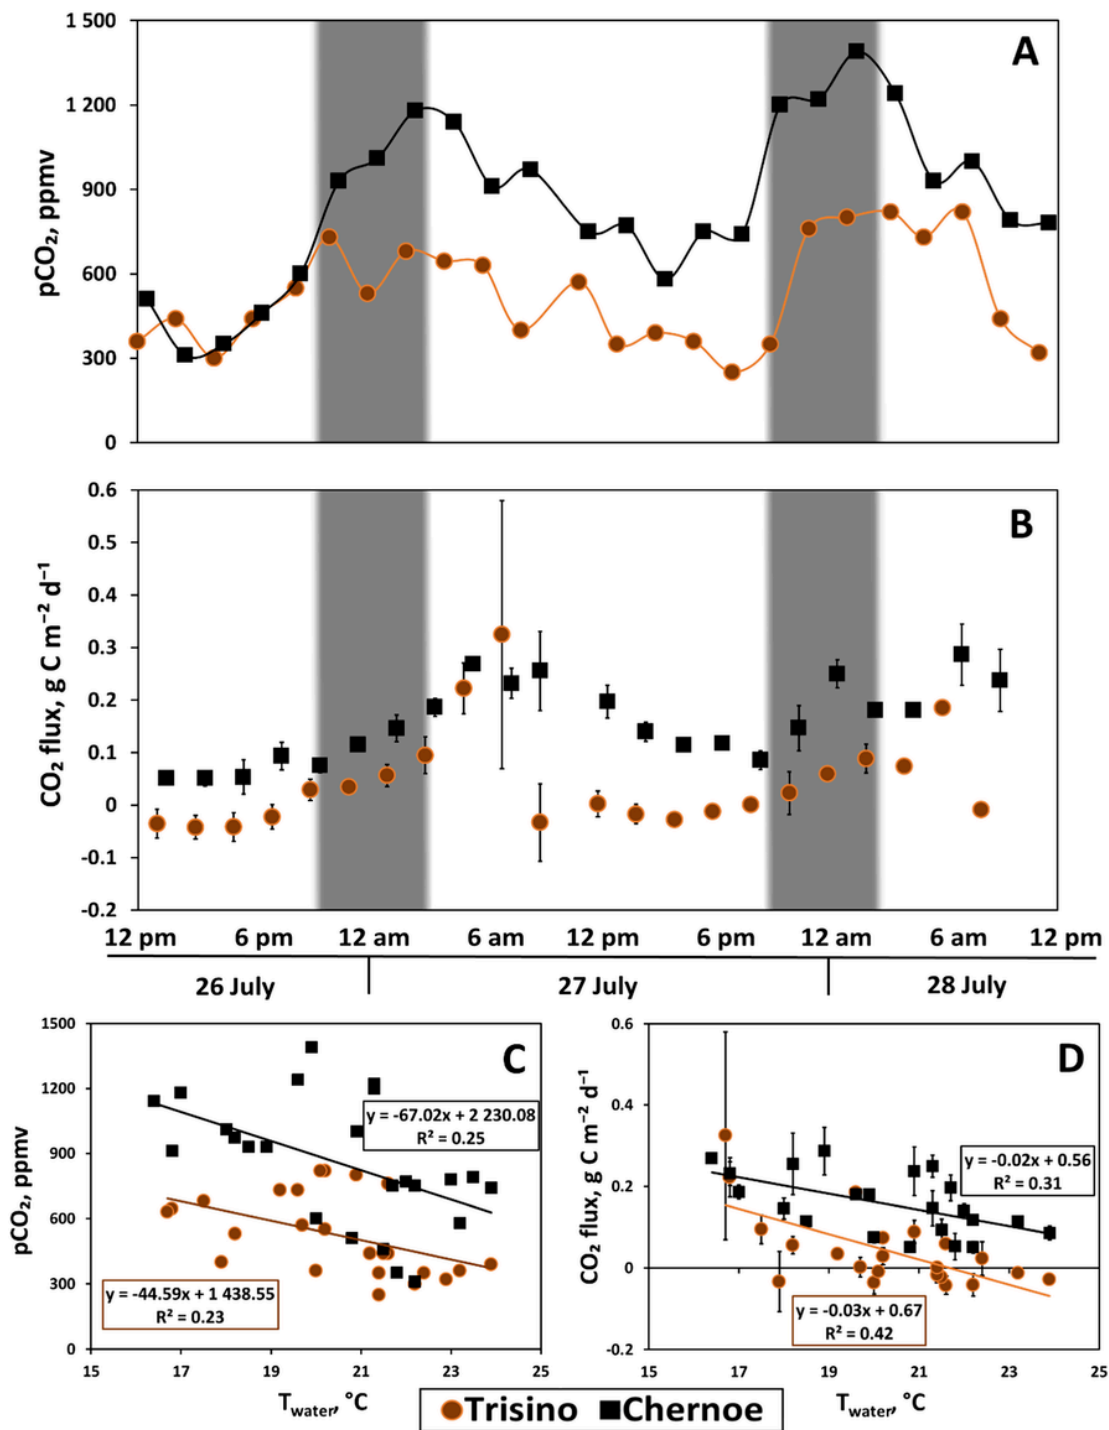 1 500
A
1 200
900
600
300
0
pCO₂, ppmv
0.6
B
0.5
0.4
0.3
0.2
0.1
0
-0.1
-0.2
CO₂ flux, g C m⁻² d⁻¹
12 pm 6 pm 12 am 6 am 12 pm 6 pm 12 am 6 am 12 pm
26 July 27 July 28 July
1500
C
1200
900
600
300
0
pCO₂, ppmv
y = -67.02x + 2 230.08
R² = 0.25
y = -44.59x + 1 438.55
R² = 0.23
15 17 19 21 23 25
T water, °C
0.6
D
0.4
0.2
0
-0.2
CO₂ flux, g C m⁻² d⁻¹
y = -0.02x + 0.56
R² = 0.31
y = -0.03x + 0.67
R² = 0.42
15 17 19 21 23 25
T water, °C
Trisino Chernoe